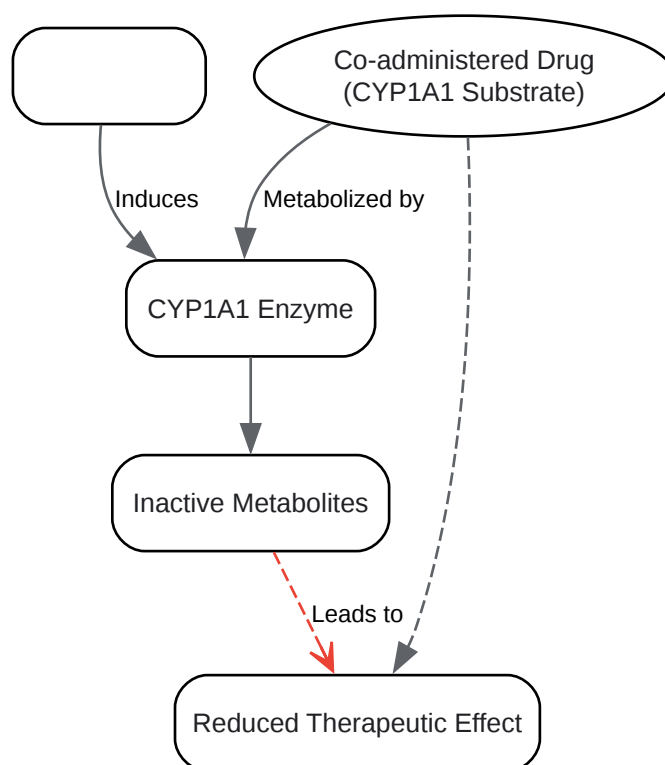 Co-administered Drug
(CYP1A1 Substrate)
Induces
Metabolized by
CYP1A1 Enzyme
Inactive Metabolites
Leads to
Reduced Therapeutic Effect